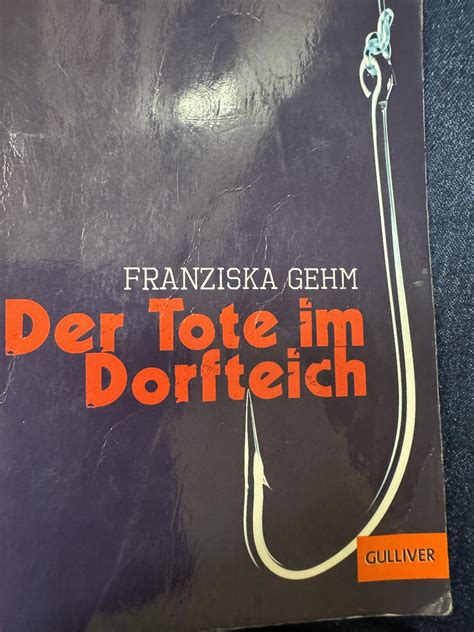 FRANZISKA GEHM
Der Tote im
Dorfteich
GULLIVER